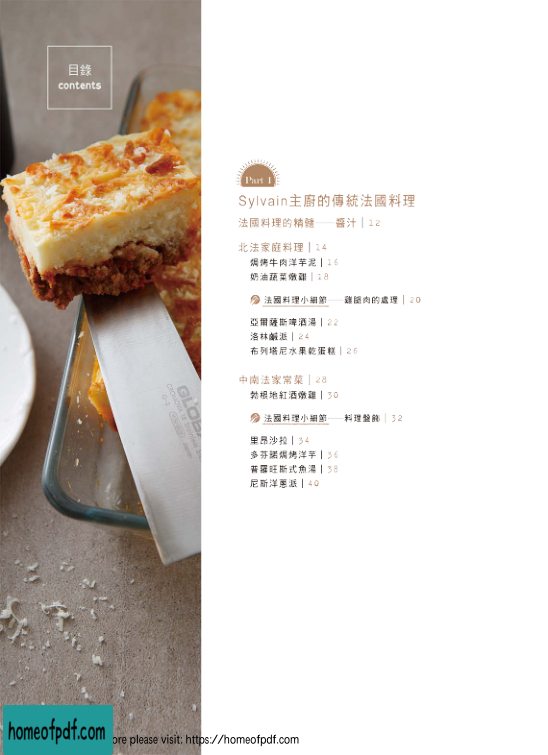 目錄
contents
Part 1
Sylvain主廚的傳統法國料理
法國料理的精髓——醬汁｜12
北法家庭料理｜14
焗烤牛肉洋芋泥｜16
奶油蔬菜燉雞｜18
法國料理小細節——雞腿肉的處理｜20
亞爾薩斯啤酒湯｜22
洛林鹹派｜24
布列塔尼水果乾蛋糕｜26
中南法家常菜｜28
勃根地紅酒燉雞｜30
法國料理小細節——料理盤飾｜32
里昂沙拉｜34
多芬諾焗烤洋芋｜36
普羅旺斯式魚湯｜38
尼斯洋蔥派｜40
GLOBA
homeofpdf.com
ore please visit: https://homeofpdf.com